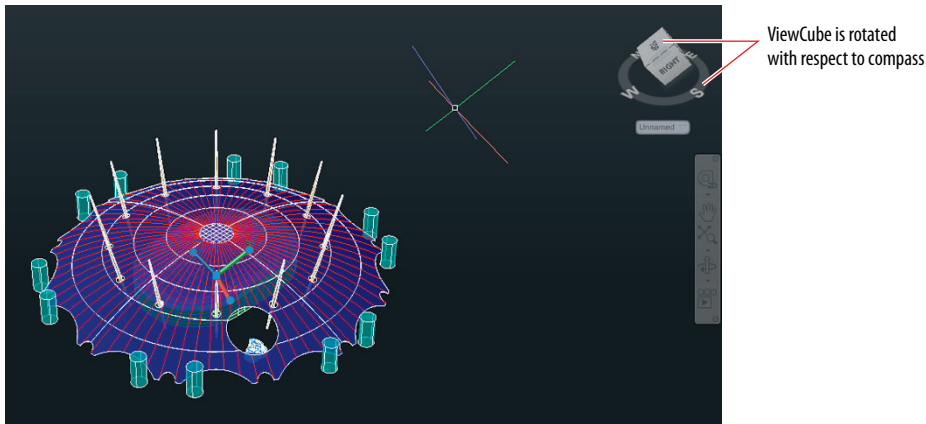 ViewCube is rotated
with respect to compass
RIGHT
W
S
E
N
Unnamed